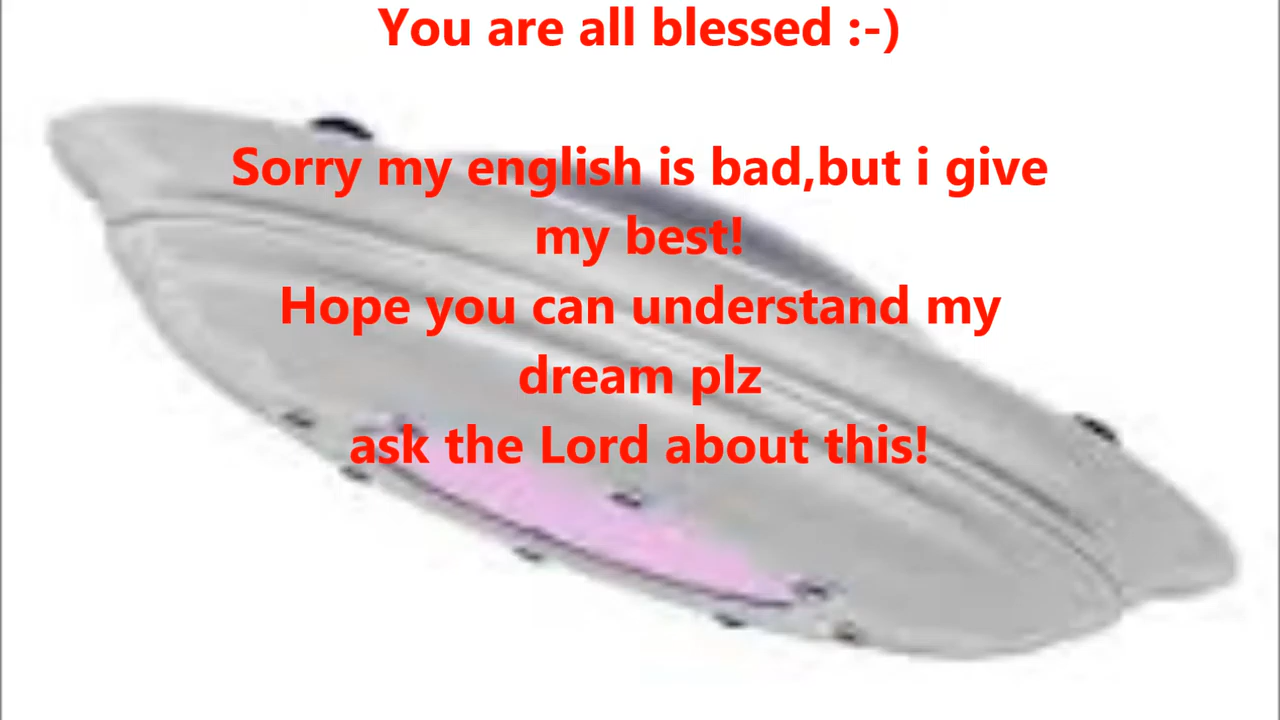 You are all blessed :-)
Sorry my english is bad,but i give
my best!
Hope you can understand my
dream plz
ask the Lord about this!